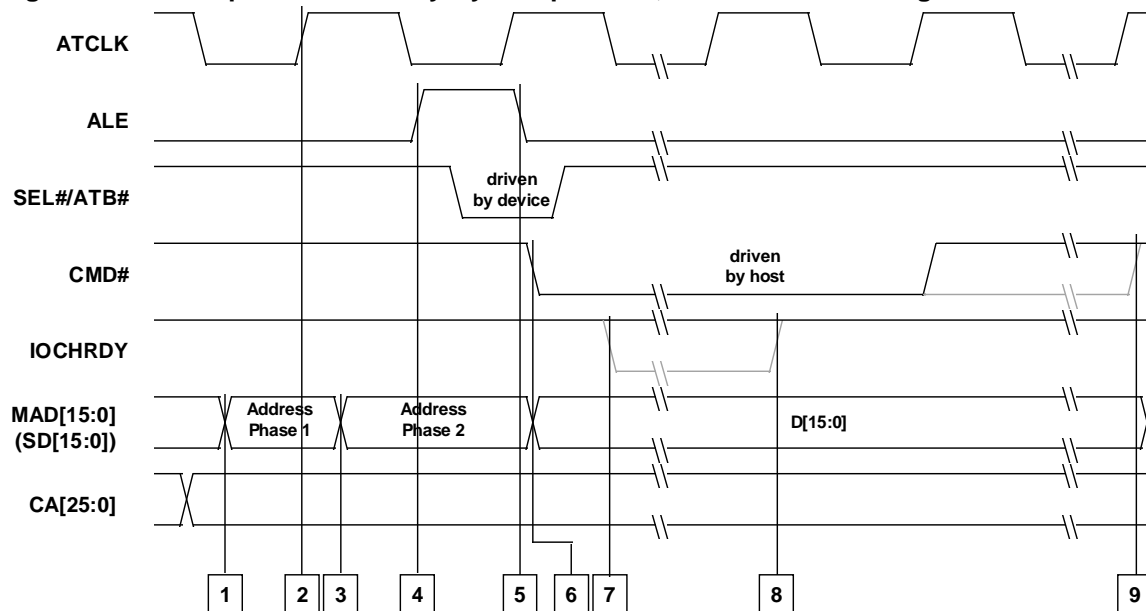 ATCLK
ALE
SEL#/ATB#
driven
by device
CMD#
driven
by host
IOCHRDY
MAD[15:0]
(SD[15:0])
Address
Phase 1
Address
Phase 2
D[15:0]
CA[25:0]
1
2
3
4
5
6
7
8
9